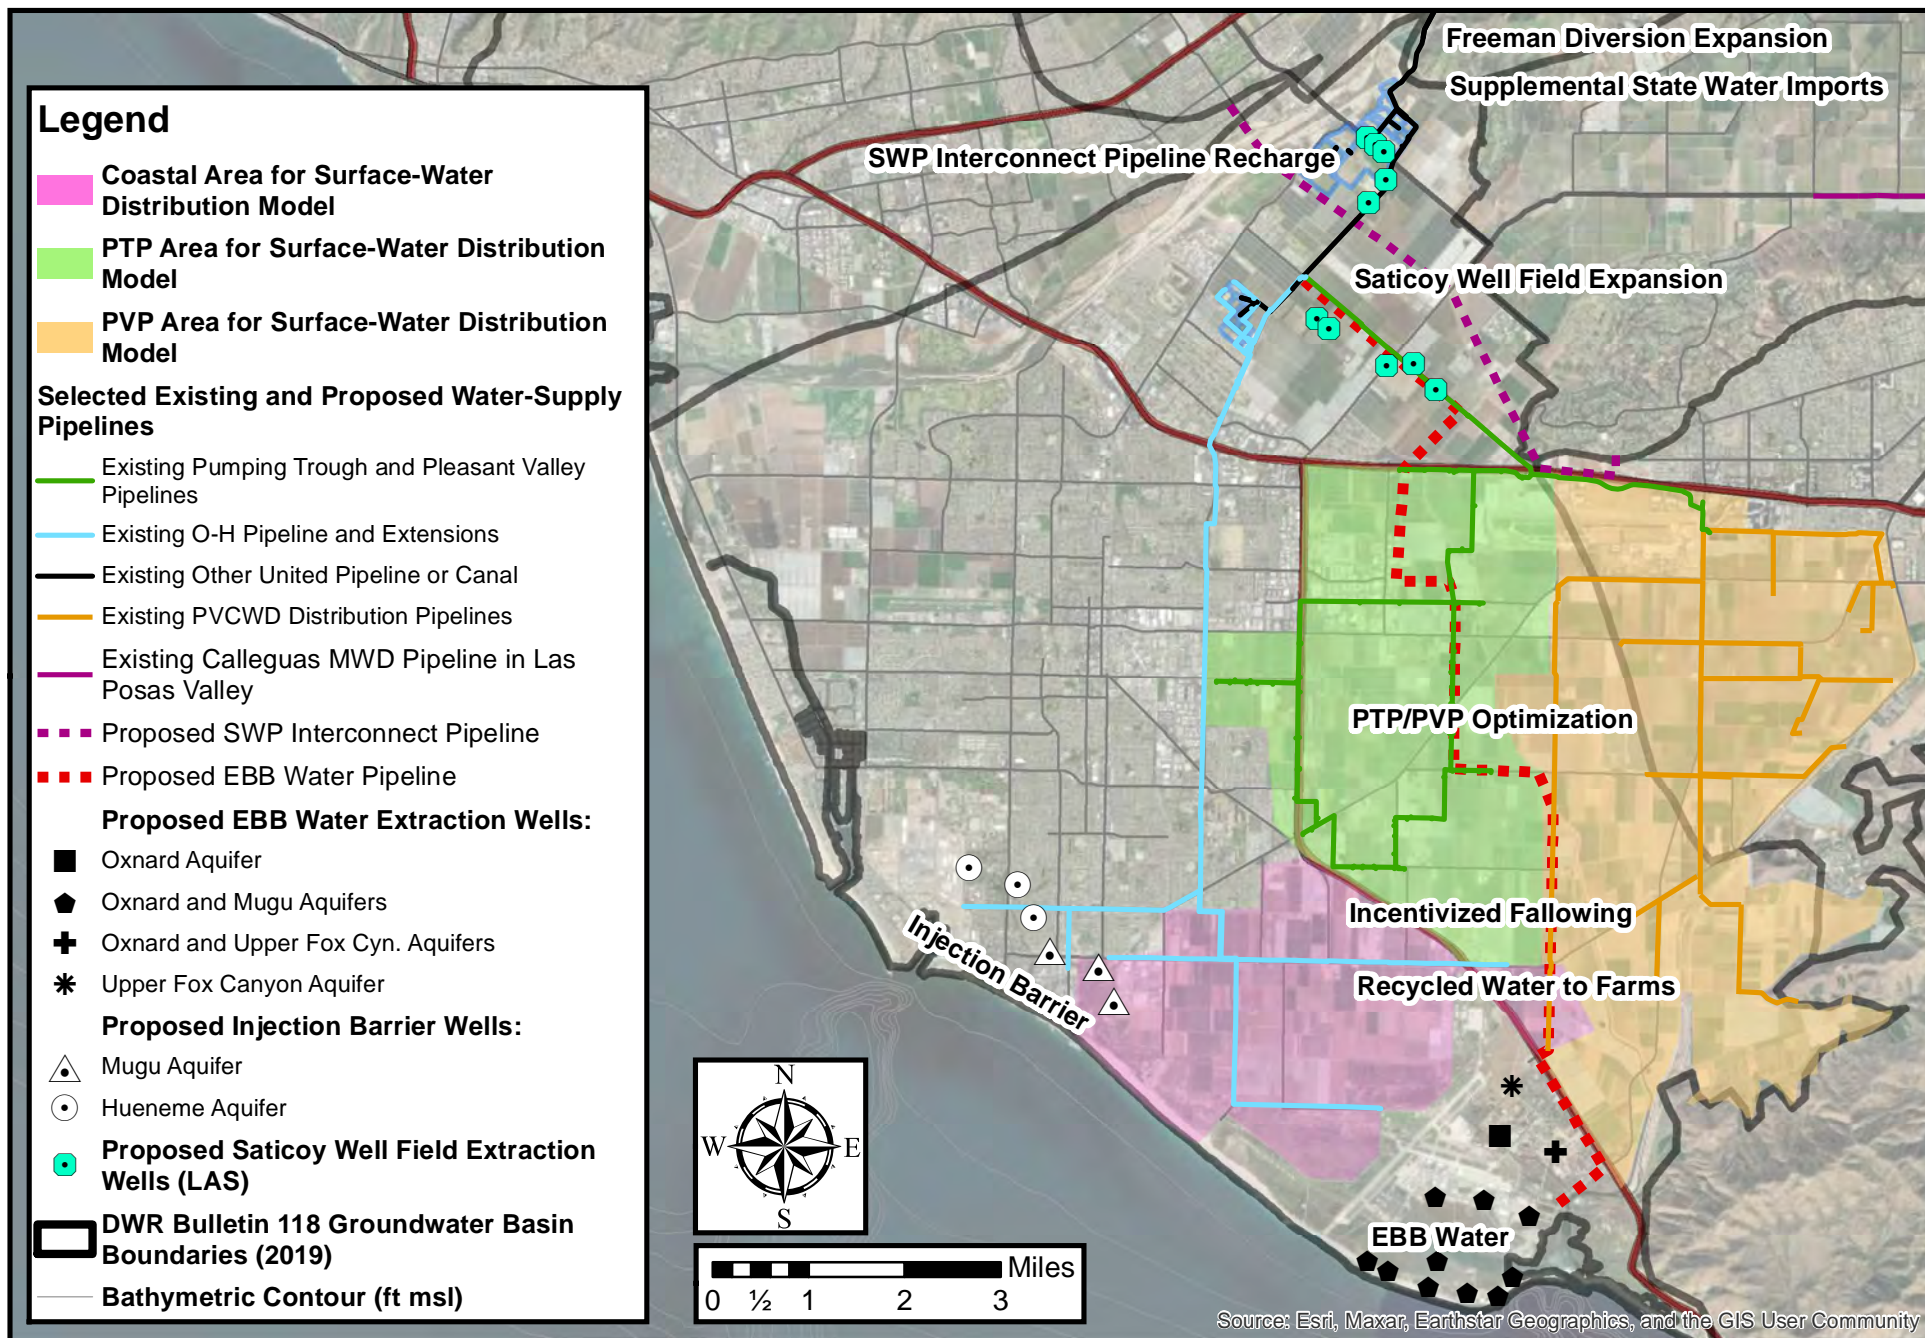 Legend
Coastal Area for Surface-Water
Distribution Model
PTP Area for Surface-Water Distribution
Model
PVP Area for Surface-Water Distribution
Model
Selected Existing and Proposed Water-Supply
Pipelines
Existing Pumping Trough and Pleasant Valley
Pipelines
Existing O-H Pipeline and Extensions
Existing Other United Pipeline or Canal
Existing PVCWD Distribution Pipelines
Existing Calleguas MWD Pipeline in Las
Posas Valley
Proposed SWP Interconnect Pipeline
Proposed EBB Water Pipeline
Proposed EBB Water Extraction Wells:
Oxnard Aquifer
Oxnard and Mugu Aquifers
Oxnard and Upper Fox Cyn. Aquifers
Upper Fox Canyon Aquifer
Proposed Injection Barrier Wells:
Mugu Aquifer
Hueneme Aquifer
Proposed Saticoy Well Field Extraction
Wells (LAS)
DWR Bulletin 118 Groundwater Basin
Boundaries (2019)
Bathymetric Contour (ft msl)
Freeman Diversion Expansion
Supplemental State Water Imports
SWP Interconnect Pipeline Recharge
Saticoy Well Field Expansion
PTP/PVP Optimization
Incentivized Fallowing
Injection Barrier
Recycled Water to Farms
EBB Water
N
W E
S
Miles
0 ½ 1 2 3
Source: Esri, Maxar, Earthstar Geographics, and the GIS User Community